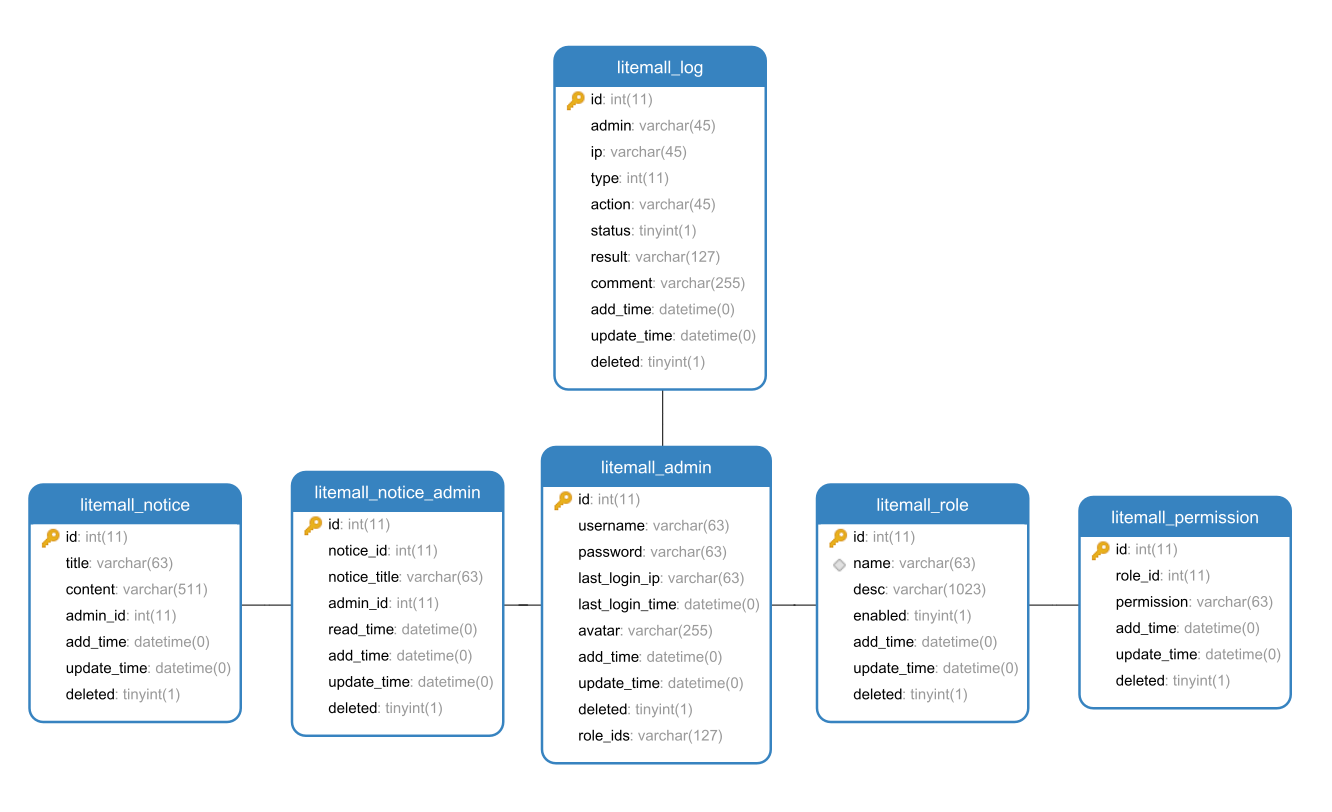 litemall_log
id: int(11)
admin: varchar(45)
ip: varchar(45)
type: int(11)
action: varchar(45)
status: tinyint(1)
result: varchar(127)
comment: varchar(255)
add_time: datetime(0)
update_time: datetime(0)
deleted: tinyint(1)
litemall_notice
id: int(11)
title: varchar(63)
content: varchar(511)
admin_id: int(11)
add_time: datetime(0)
update_time: datetime(0)
deleted: tinyint(1)
litemall_notice_admin
id: int(11)
notice_id: int(11)
notice_title: varchar(63)
admin_id: int(11)
read_time: datetime(0)
add_time: datetime(0)
update_time: datetime(0)
deleted: tinyint(1)
litemall_admin
id: int(11)
username: varchar(63)
password: varchar(63)
last_login_ip: varchar(63)
last_login_time: datetime(0)
avatar: varchar(255)
add_time: datetime(0)
update_time: datetime(0)
deleted: tinyint(1)
role_ids: varchar(127)
litemall_role
id: int(11)
name: varchar(63)
desc: varchar(1023)
enabled: tinyint(1)
add_time: datetime(0)
update_time: datetime(0)
deleted: tinyint(1)
litemall_permission
id: int(11)
role_id: int(11)
permission: varchar(63)
add_time: datetime(0)
update_time: datetime(0)
deleted: tinyint(1)